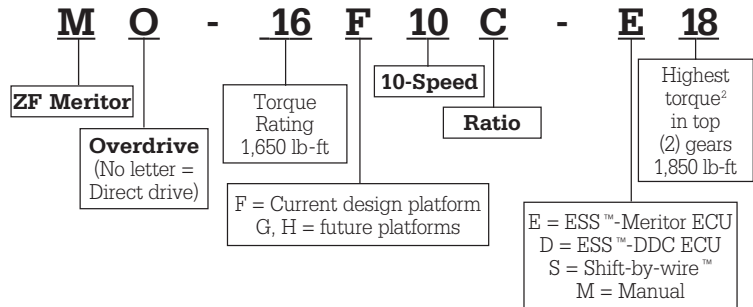 M O - 16 F 10 C - E 18
ZF Meritor
Overdrive
(No letter =
Direct drive)
Torque
Rating
1,650 lb-ft
F = Current design platform
G, H = future platforms
10-Speed
Ratio
E = ESS™-Meritor ECU
D = ESS™-DDC ECU
S = Shift-by-wire™
M = Manual
Highest
torque²
in top
(2) gears
1,850 lb-ft